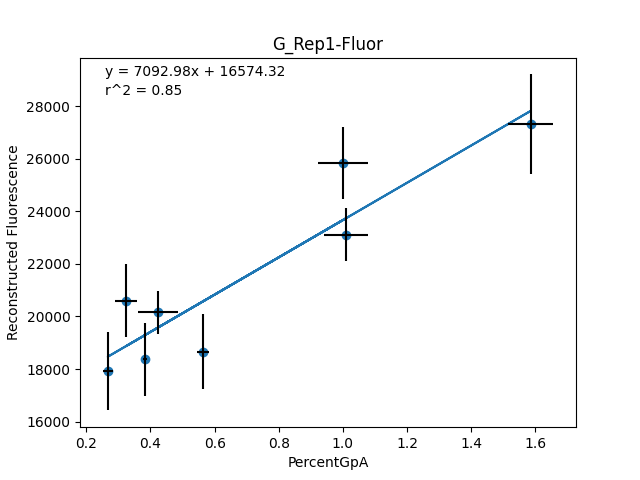 G_Rep1-Fluor
y = 7092.98x + 16574.32
r^2 = 0.85
28000
26000
24000
22000
20000
18000
16000
Reconstructed Fluorescence
0.2 0.4 0.6 0.8 1.0 1.2 1.4 1.6
PercentGpA